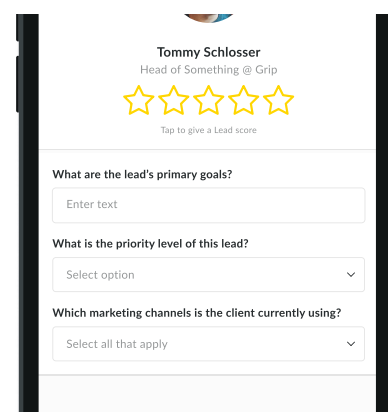 Tommy Schlosser
Head of Something @ Grip
Tap to give a Lead score
What are the lead's primary goals?
Enter text
What is the priority level of this lead?
Select option
Which marketing channels is the client currently using?
Select all that apply